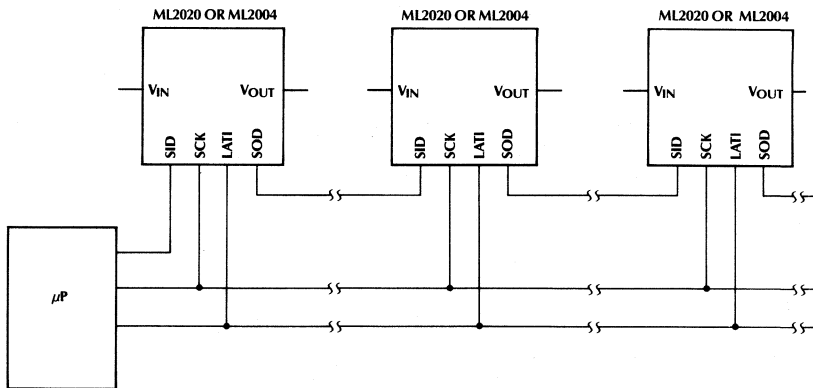 ML2020 OR ML2004 ML2020 OR ML2004 ML2020 OR ML2004
VIN VOUT VIN VOUT VIN VOUT
SID SCK LATI SOD SID SCK LATI SOD SID SCK LATI SOD
μP